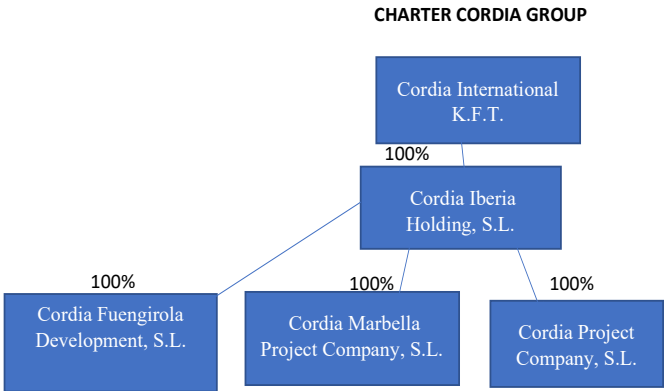 CHARTER CORDIA GROUP
Cordia International
K.F.T.
100%
Cordia Iberia
Holding, S.L.
100%
100%
100%
Cordia Fuengirola
Development, S.L.
Cordia Marbella
Project Company, S.L.
Cordia Project
Company, S.L.